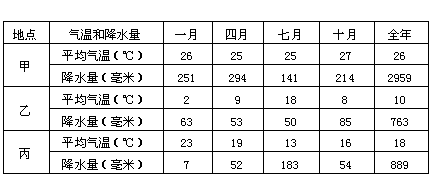 地点 气温和降水量 一月 四月 七月 十月 全年
甲 平均气温(℃) 26 25 25 27 26
降水量(毫米) 251 294 141 214 2959
乙 平均气温(℃) 2 9 18 8 10
降水量(毫米) 63 53 50 85 763
丙 平均气温(℃) 23 19 13 16 18
降水量(毫米) 7 52 183 54 889